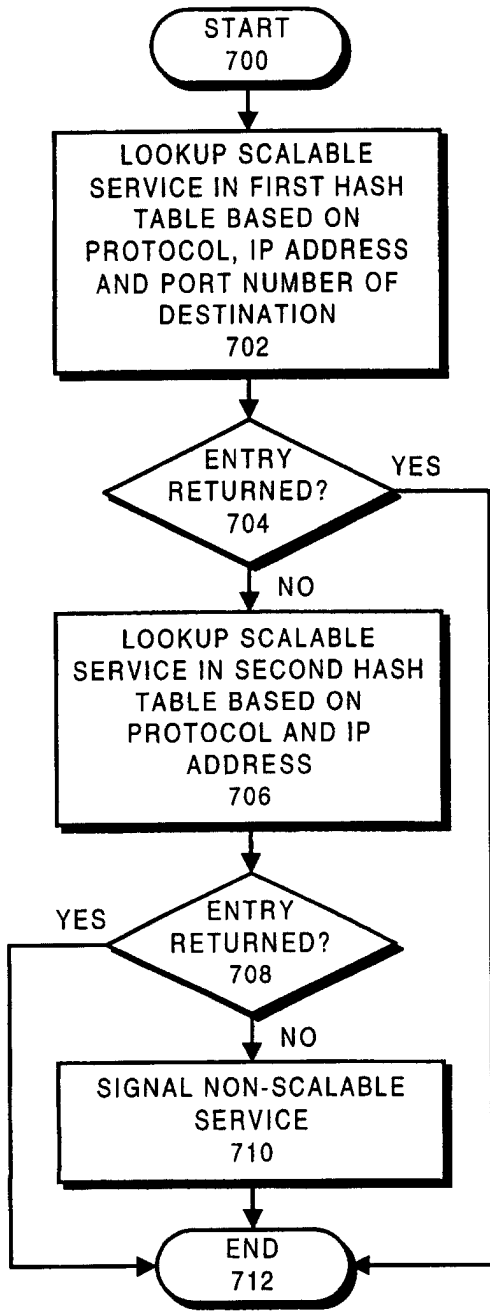 START
700
LOOKUP SCALABLE
SERVICE IN FIRST HASH
TABLE BASED ON
PROTOCOL, IP ADDRESS
AND PORT NUMBER OF
DESTINATION
702
ENTRY
RETURNED?
704
YES
NO
LOOKUP SCALABLE
SERVICE IN SECOND HASH
TABLE BASED ON
PROTOCOL AND IP
ADDRESS
706
YES
ENTRY
RETURNED?
708
NO
SIGNAL NON-SCALABLE
SERVICE
710
END
712